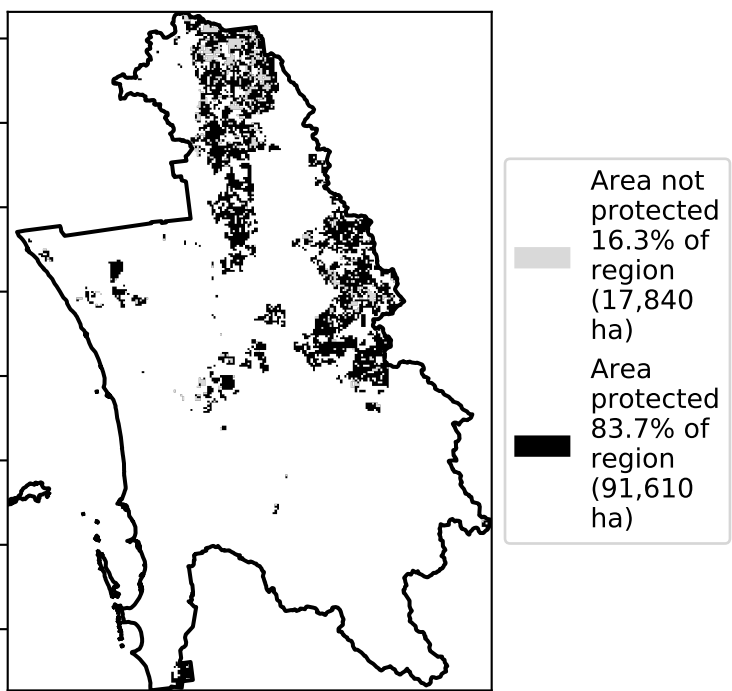 Area not
protected
16.3% of
region
(17,840
ha)
Area
protected
83.7% of
region
(91,610
ha)